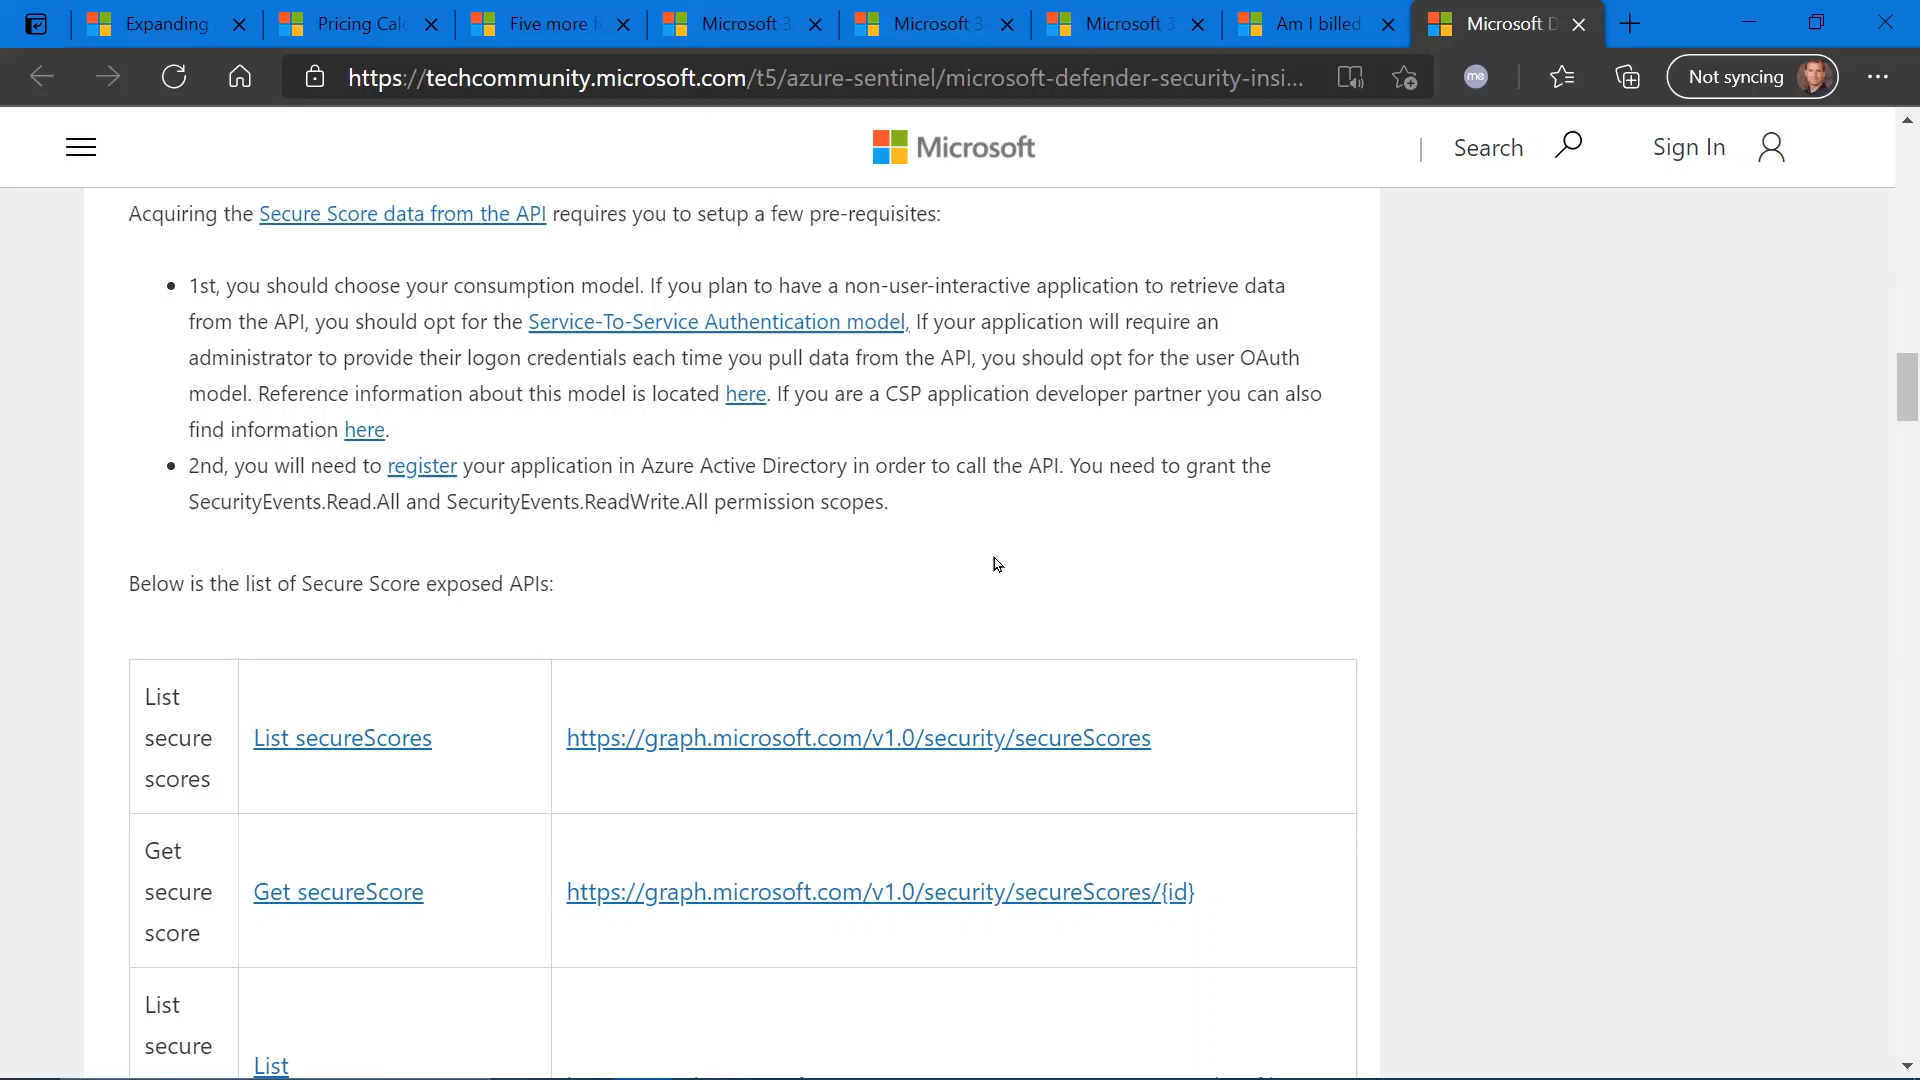 Expanding
Pricing Calc
Five more f
Microsoft 3
Microsoft 3
Microsoft 3
Am I billed
Microsoft D
https://techcommunity.microsoft.com/t5/azure-sentinel/microsoft-defender-security-insi...
me
Not syncing
Microsoft
Search
Sign In
Acquiring the Secure Score data from the API requires you to setup a few pre-requisites:
• 1st, you should choose your consumption model. If you plan to have a non-user-interactive application to retrieve data
from the API, you should opt for the Service-To-Service Authentication model, If your application will require an
administrator to provide their logon credentials each time you pull data from the API, you should opt for the user OAuth
model. Reference information about this model is located here. If you are a CSP application developer partner you can also
find information here.
• 2nd, you will need to register your application in Azure Active Directory in order to call the API. You need to grant the
SecurityEvents.Read.All and SecurityEvents.ReadWrite.All permission scopes.
Below is the list of Secure Score exposed APIs:
List
secure
scores
List secureScores
https://graph.microsoft.com/v1.0/security/secureScores
Get
secure
score
Get secureScore
https://graph.microsoft.com/v1.0/security/secureScores/{id}
List
secure
List